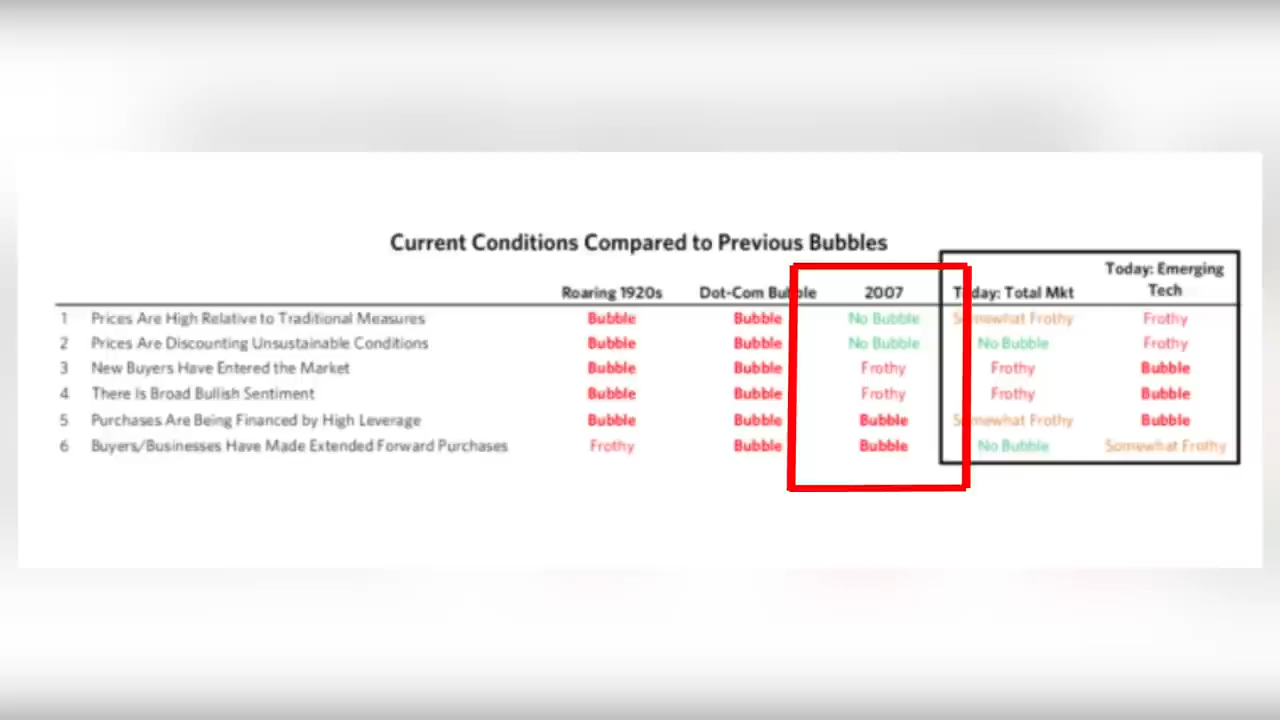 Current Conditions Compared to Previous Bubbles
Today: Emerging
Roaring 1920s Dot-Com Bubble 2007 Today: Total Mkt Tech
1 Prices Are High Relative to Traditional Measures Bubble Bubble No Bubble Somewhat Frothy Frothy
2 Prices Are Discounting Unsustainable Conditions Bubble Bubble No Bubble No Bubble Frothy
3 New Buyers Have Entered the Market Bubble Bubble Frothy Frothy Bubble
4 There Is Broad Bullish Sentiment Bubble Bubble Frothy Frothy Bubble
5 Purchases Are Being Financed by High Leverage Bubble Bubble Bubble Somewhat Frothy Bubble
6 Buyers/Businesses Have Made Extended Forward Purchases Frothy Bubble Bubble No Bubble Somewhat Frothy